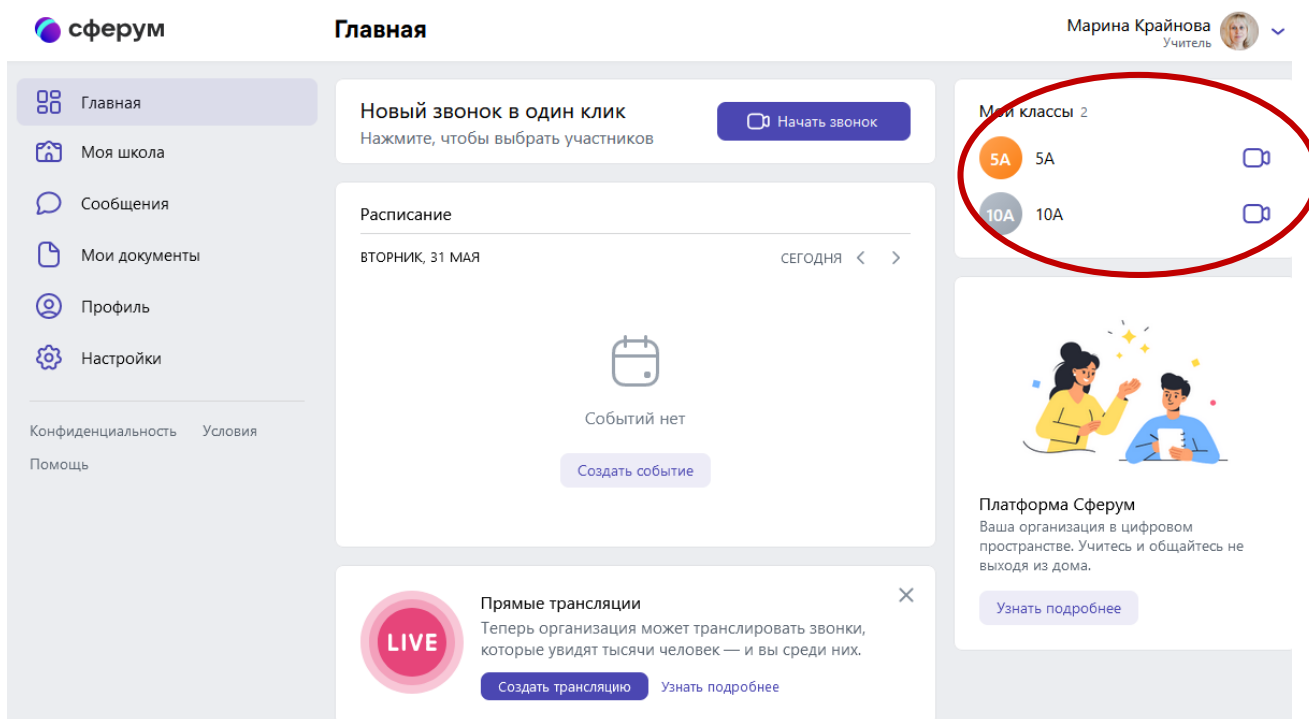 сферум
Главная
Марина Крайнова
Учитель
Главная
Моя школа
Сообщения
Мои документы
Профиль
Настройки
Конфиденциальность Условия
Помощь
Новый звонок в один клик
Нажмите, чтобы выбрать участников
Начать звонок
Расписание
ВТОРНИК, 31 МАЯ
СЕГОДНЯ
Событий нет
Создать событие
LIVE
Прямые трансляции
Теперь организация может транслировать звонки,
которые увидят тысячи человек — и вы среди них.
Создать трансляцию Узнать подробнее
Мои классы 2
5А 5А
10А 10А
Платформа Сферум
Ваша организация в цифровом
пространстве. Учитесь и общайтесь не
выходя из дома.
Узнать подробнее